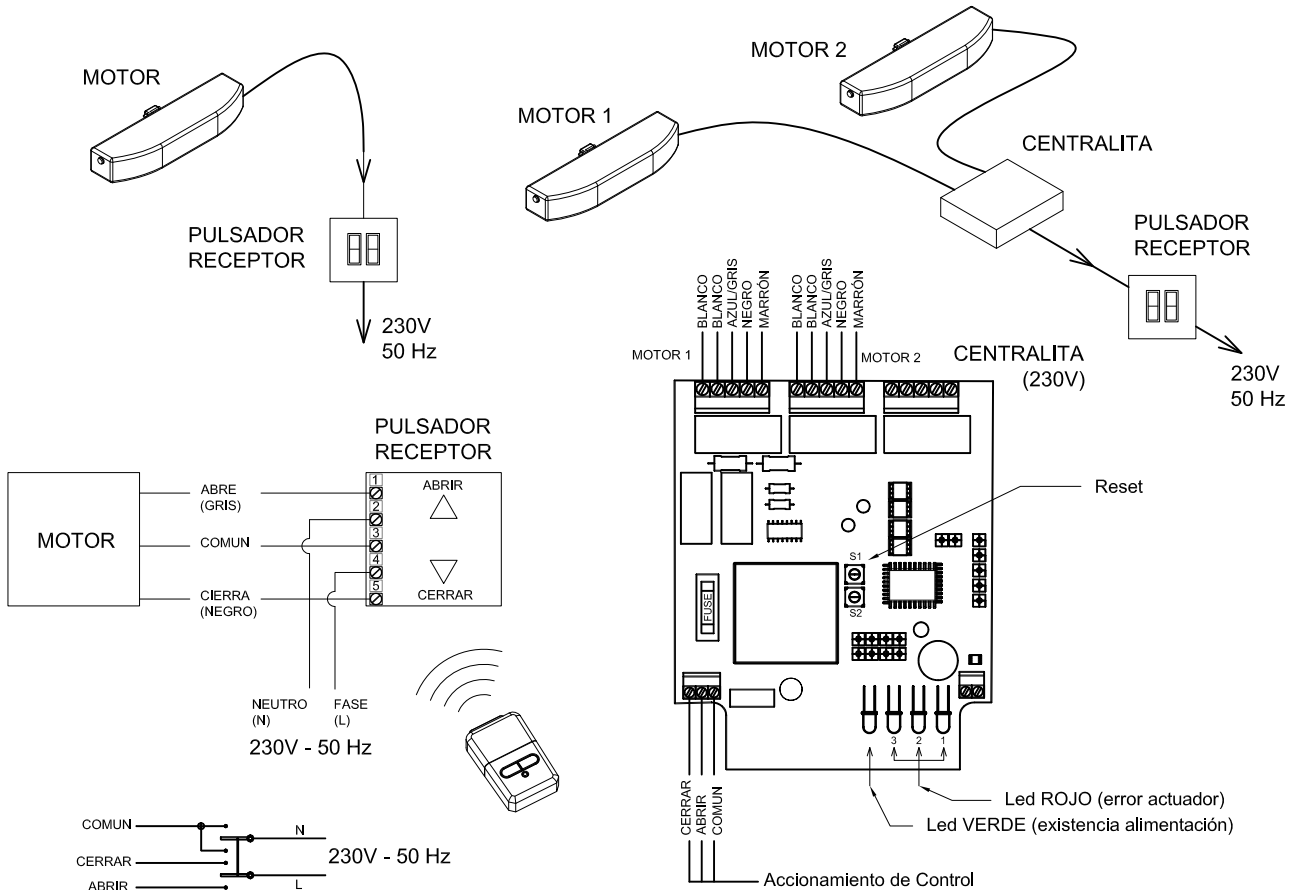 MOTOR
PULSADOR
RECEPTOR
230V
50 Hz
MOTOR 2
MOTOR 1
CENTRALITA
PULSADOR
RECEPTOR
230V
50 Hz
BLANCO
BLANCO
AZUL/GRIS
NEGRO
MARRÓN
BLANCO
BLANCO
AZUL/GRIS
NEGRO
MARRÓN
MOTOR 1
MOTOR 2
CENTRALITA
(230V)
Reset
S1
S2
FUSE
3
2
1
CERRAR
ABRIR
COMUN
Led ROJO (error actuador)
Led VERDE (existencia alimentación)
Accionamiento de Control
PULSADOR
RECEPTOR
MOTOR
ABRE
(GRIS)
COMUN
CIERRA
(NEGRO)
1
2
3
4
5
ABRIR
CERRAR
NEUTRO
(N)
FASE
(L)
230V - 50 Hz
COMUN
CERRAR
ABRIR
N
L
230V - 50 Hz